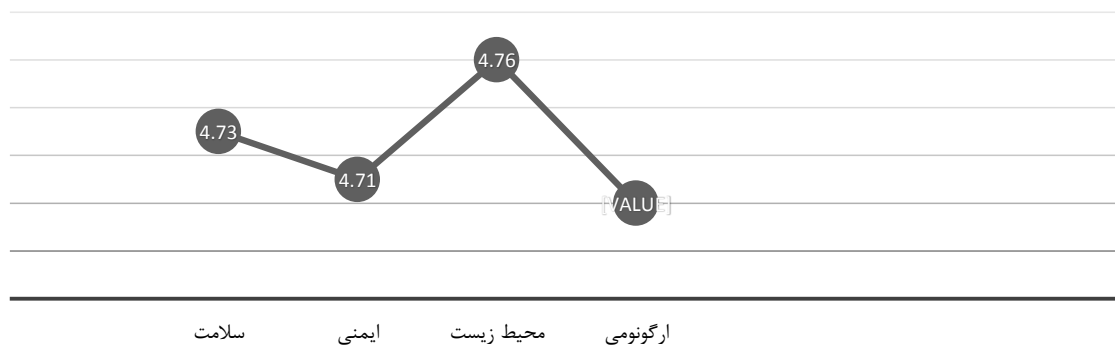 4.76
4.73
4.71
[VALUE]
سلامت
ایمنی
محیط زیست
ارگونومی